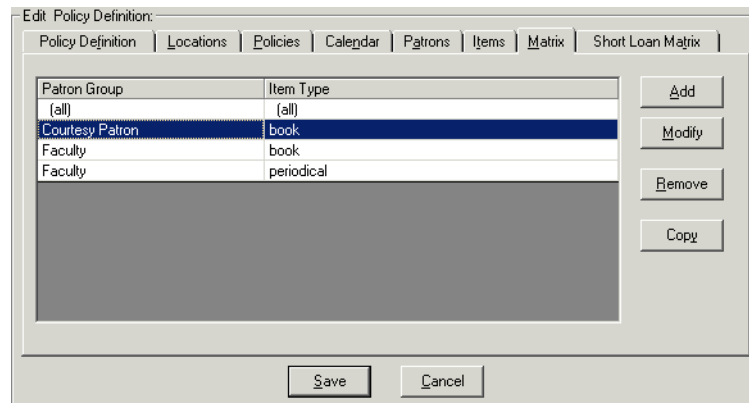 Edit Policy Definition:
Policy Definition Locations Policies Calendar Patrons Items Matrix Short Loan Matrix
Patron Group Item Type
(all) (all)
Courtesy Patron book
Faculty book
Faculty periodical
Add
Modify
Remove
Copy
Save Cancel